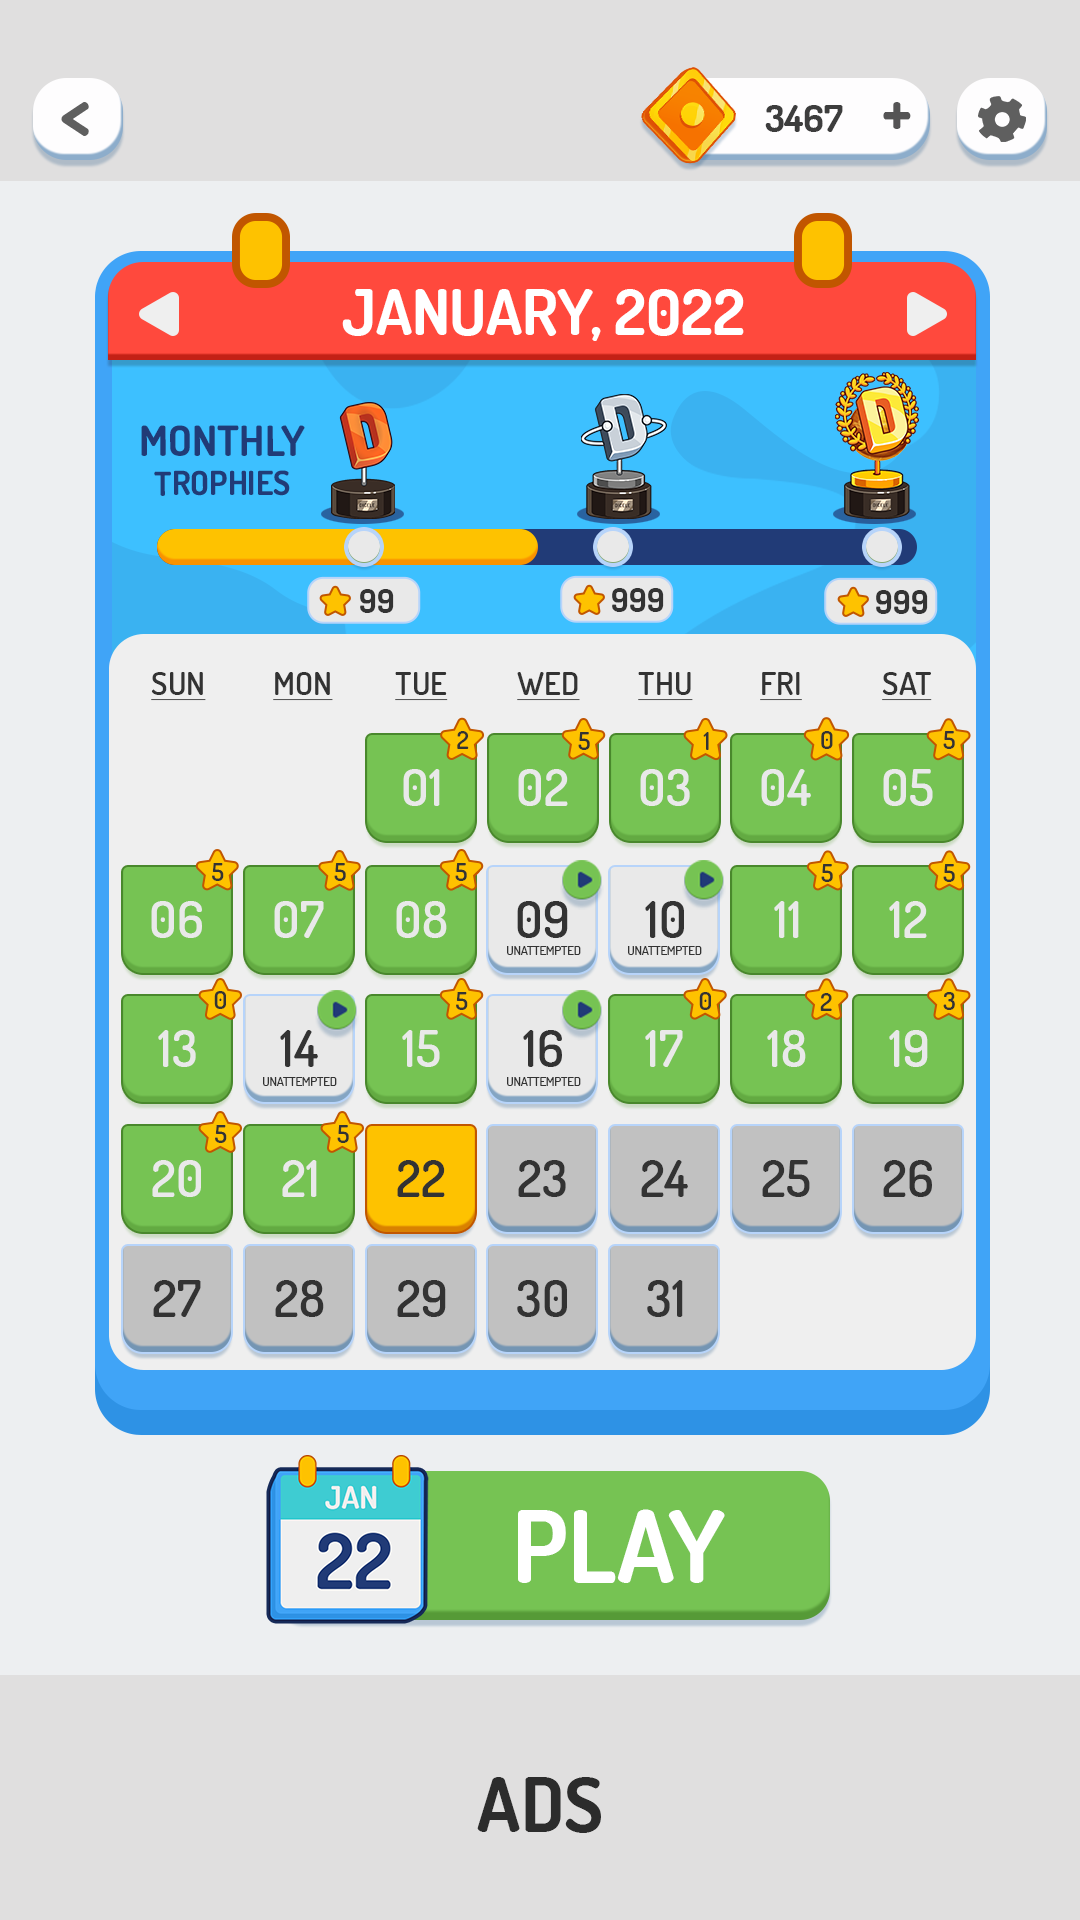 <
3467 +
JANUARY, 2022
MONTHLY
TROPHIES
D D D
99 999 999
SUN MON TUE WED THU FRI SAT
2 5 1 0 5
01 02 03 04 05
5 5 5 5 5
06 07 08 09 10 11 12
UNATTEMPTED UNATTEMPTED
0 5 0 2 3
13 14 15 16 17 18 19
UNATTEMPTED UNATTEMPTED
5 5
20 21 22 23 24 25 26
27 28 29 30 31
JAN
22
PLAY
ADS